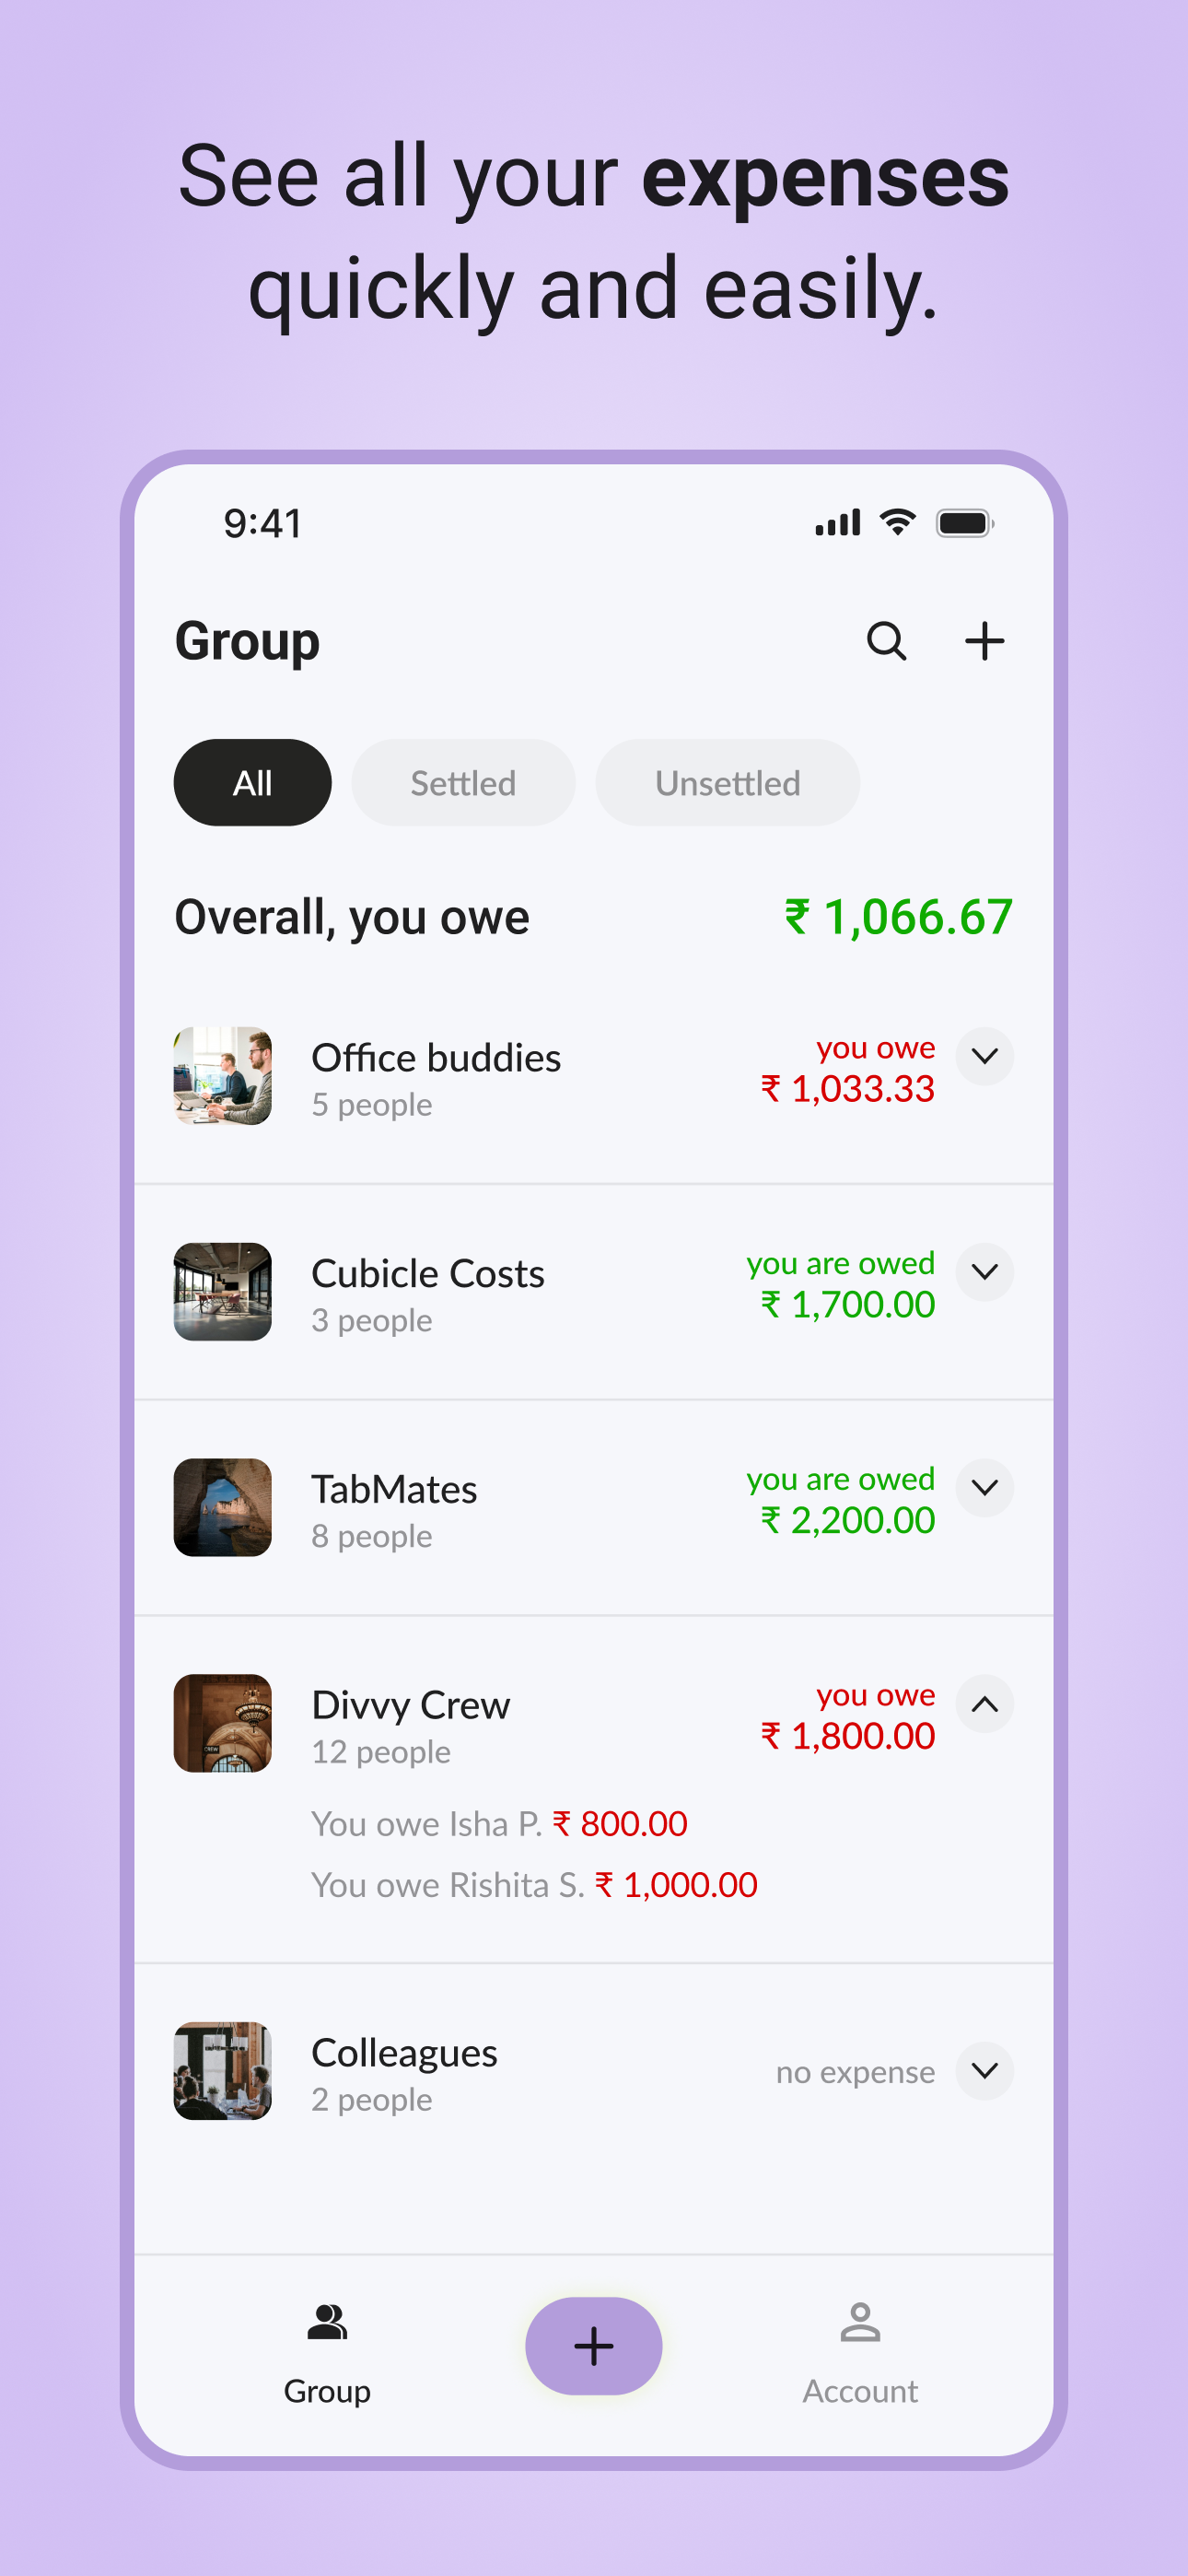 See all your expenses
quickly and easily.
9:41
Group
All Settled Unsettled
Overall, you owe ₹ 1,066.67
Office buddies
5 people
you owe
₹ 1,033.33
Cubicle Costs
3 people
you are owed
₹ 1,700.00
TabMates
8 people
you are owed
₹ 2,200.00
Divvy Crew
12 people
you owe
₹ 1,800.00
You owe Isha P. ₹ 800.00
You owe Rishita S. ₹ 1,000.00
Colleagues
2 people
no expense
Group
Account